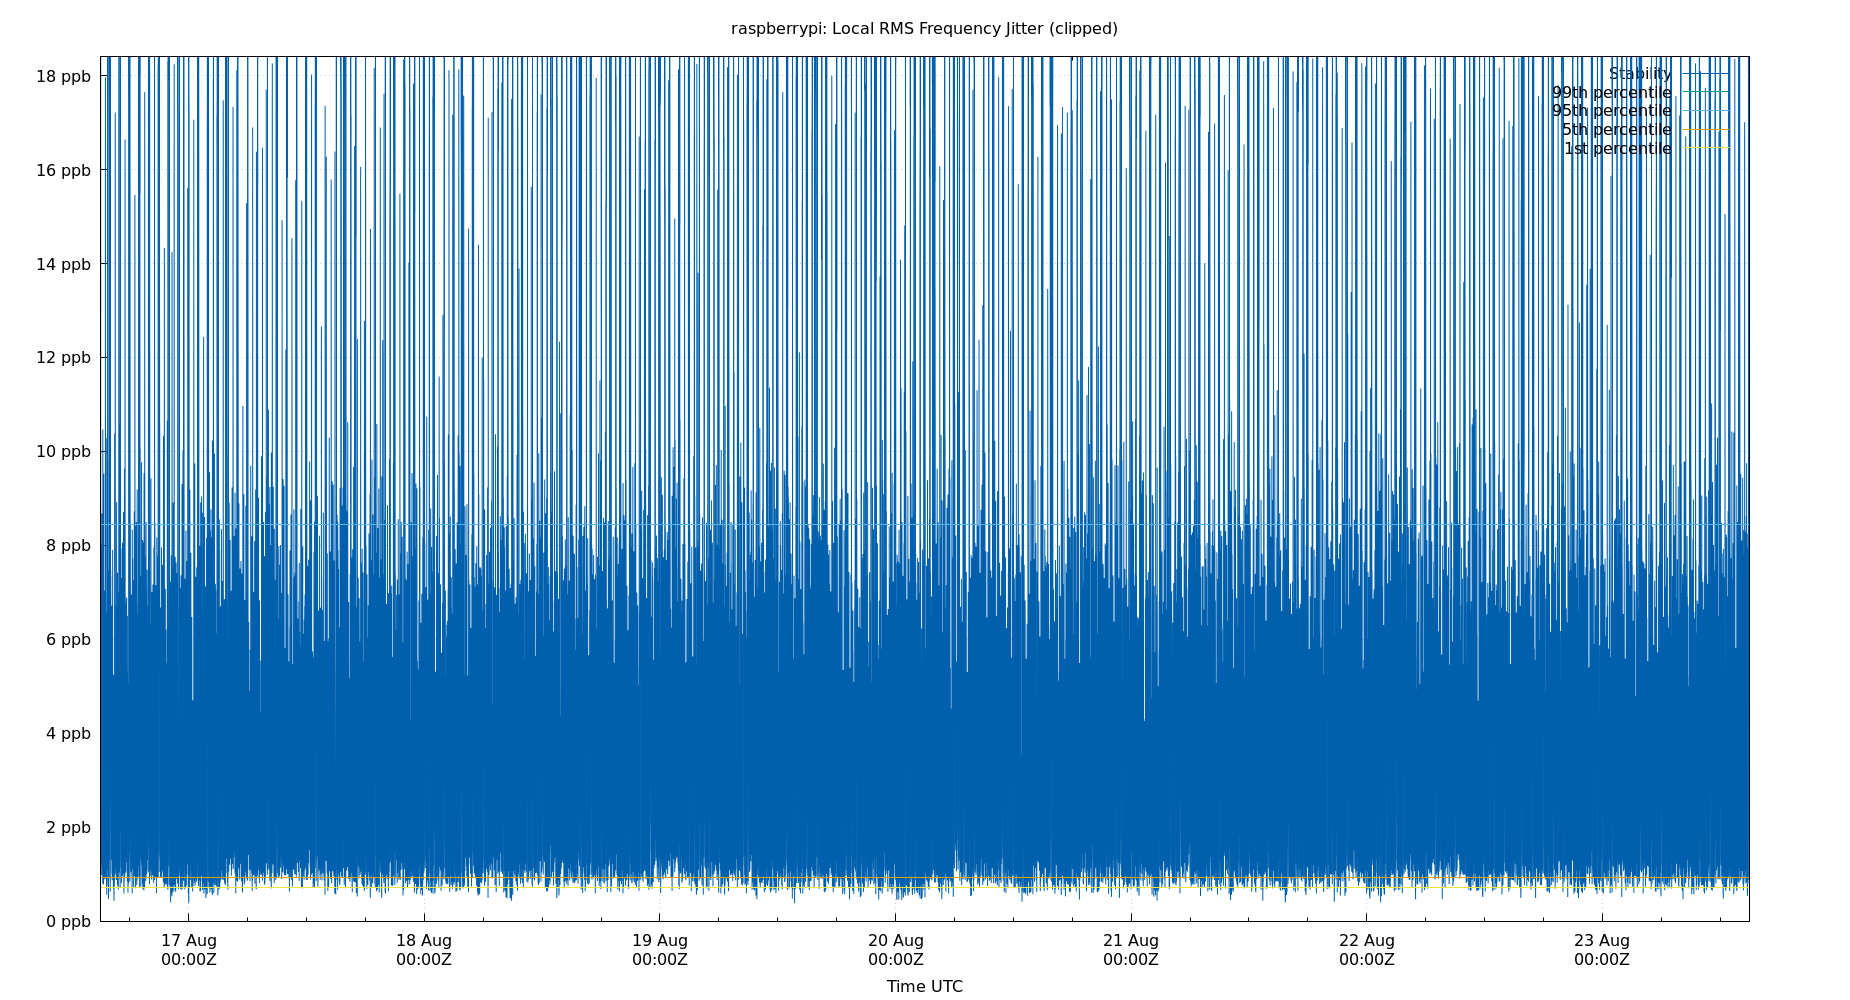 raspberrypi: Local RMS Frequency Jitter (clipped)
18 ppb
16 ppb
14 ppb
12 ppb
10 ppb
8 ppb
6 ppb
4 ppb
2 ppb
0 ppb
Stability
99th percentile
95th percentile
5th percentile
1st percentile
17 Aug
00:00Z
18 Aug
00:00Z
19 Aug
00:00Z
20 Aug
00:00Z
21 Aug
00:00Z
22 Aug
00:00Z
23 Aug
00:00Z
Time UTC